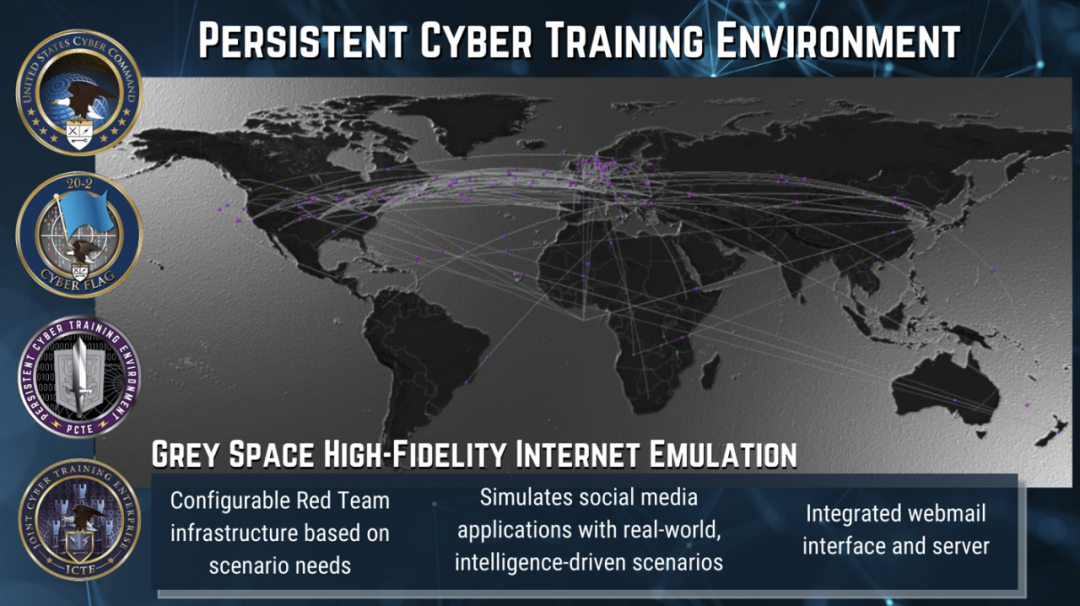 PERSISTENT CYBER TRAINING ENVIRONMENT
UNITED STATES CYBER COMMAND
20-2
CYBER FLAG
PERSISTENT CYBER TRAINING ENVIRONMENT
PCTE
JOINT CYBER TRAINING ENTERPRISE
JCTE
GREY SPACE HIGH-FIDELITY INTERNET EMULATION
Configurable Red Team
infrastructure based on
scenario needs
Simulates social media
applications with real-world,
intelligence-driven scenarios
Integrated webmail
interface and server